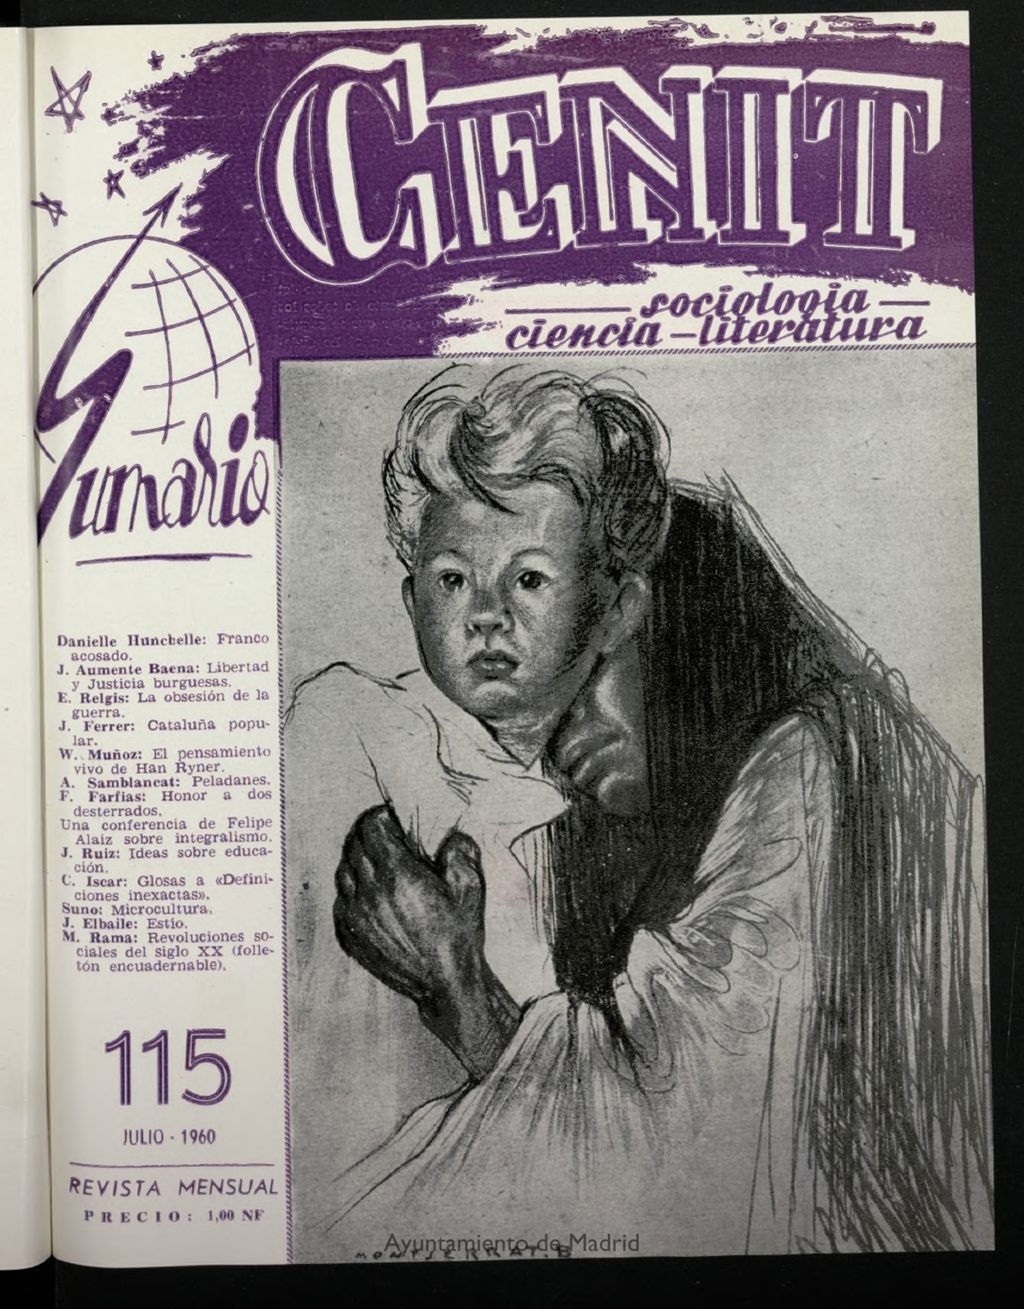 CENIT
sociologia
ciencia - literatura
Sumario
Danielle Hunebelle: Franco
acosado.
J. Aumente Baena: Libertad
y Justicia burguesas.
E. Relgis: La obsesión de la
guerra.
J. Ferrer: Cataluña popu-
lar.
W. Muñoz: El pensamiento
vivo de Han Ryner.
A. Samblancat: Peladanes.
F. Farfias: Honor a dos
desterrados.
Una conferencia de Felipe
Alaiz sobre integralismo.
J. Ruiz: Ideas sobre educa-
ción.
C. Iscar: Glosas a «Defini-
ciones inexactas».
Suno: Microcultura.
J. Elbaile: Estio.
M. Rama: Revoluciones so-
ciales del siglo XX (folle-
tón encuadernable).
115
JULIO - 1960
REVISTA MENSUAL
PRECIO: 1,00 NF
Ayuntamiento de Madrid